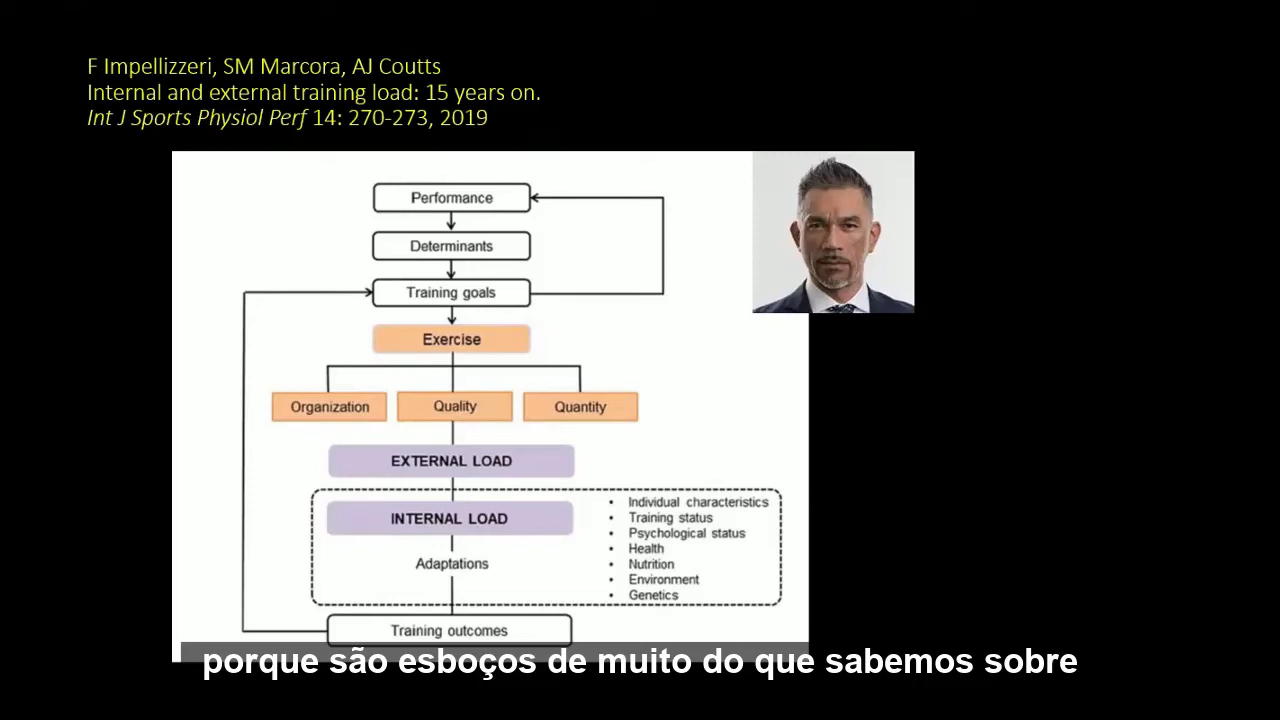 F Impellizzeri, SM Marcora, AJ Coutts
Internal and external training load: 15 years on.
Int J Sports Physiol Perf 14: 270-273, 2019
Performance
Determinants
Training goals
Exercise
Organization
Quality
Quantity
EXTERNAL LOAD
INTERNAL LOAD
Adaptations
• Individual characteristics
• Training status
• Psychological status
• Health
• Nutrition
• Environment
• Genetics
Training outcomes
porque são esboços de muito do que sabemos sobre